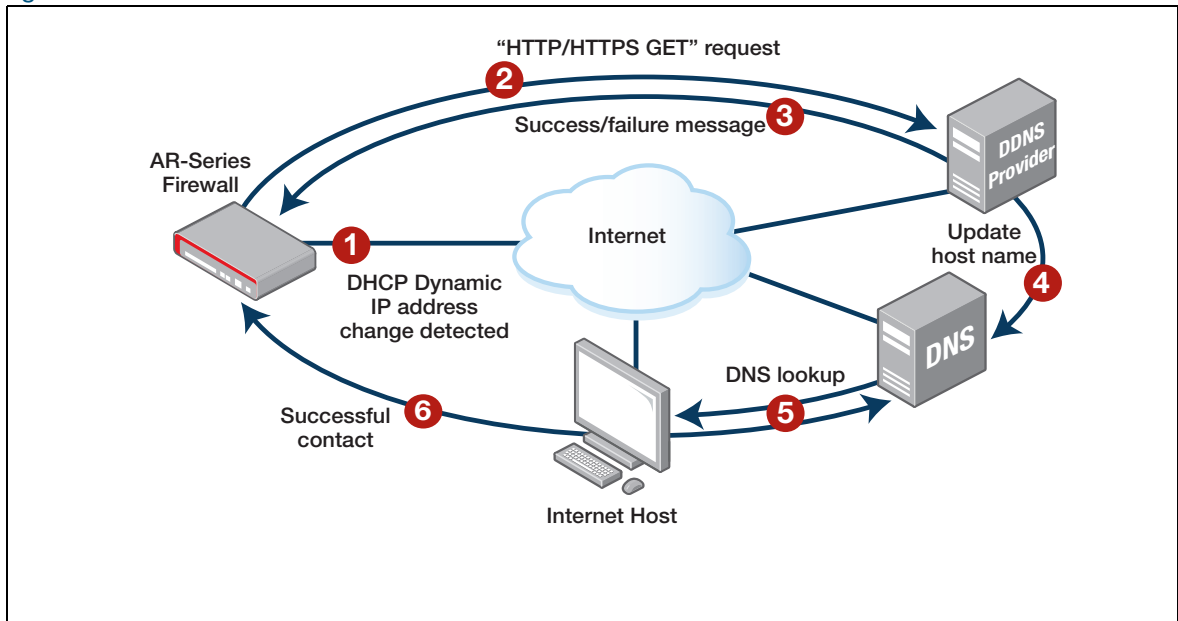 “HTTP/HTTPS GET” request
2
3
Success/failure message
DDNS
Provider
AR-Series
Firewall
1
Internet
Update
host name
4
DHCP Dynamic
IP address
change detected
DNS
DNS lookup
5
6
Successful
contact
Internet Host